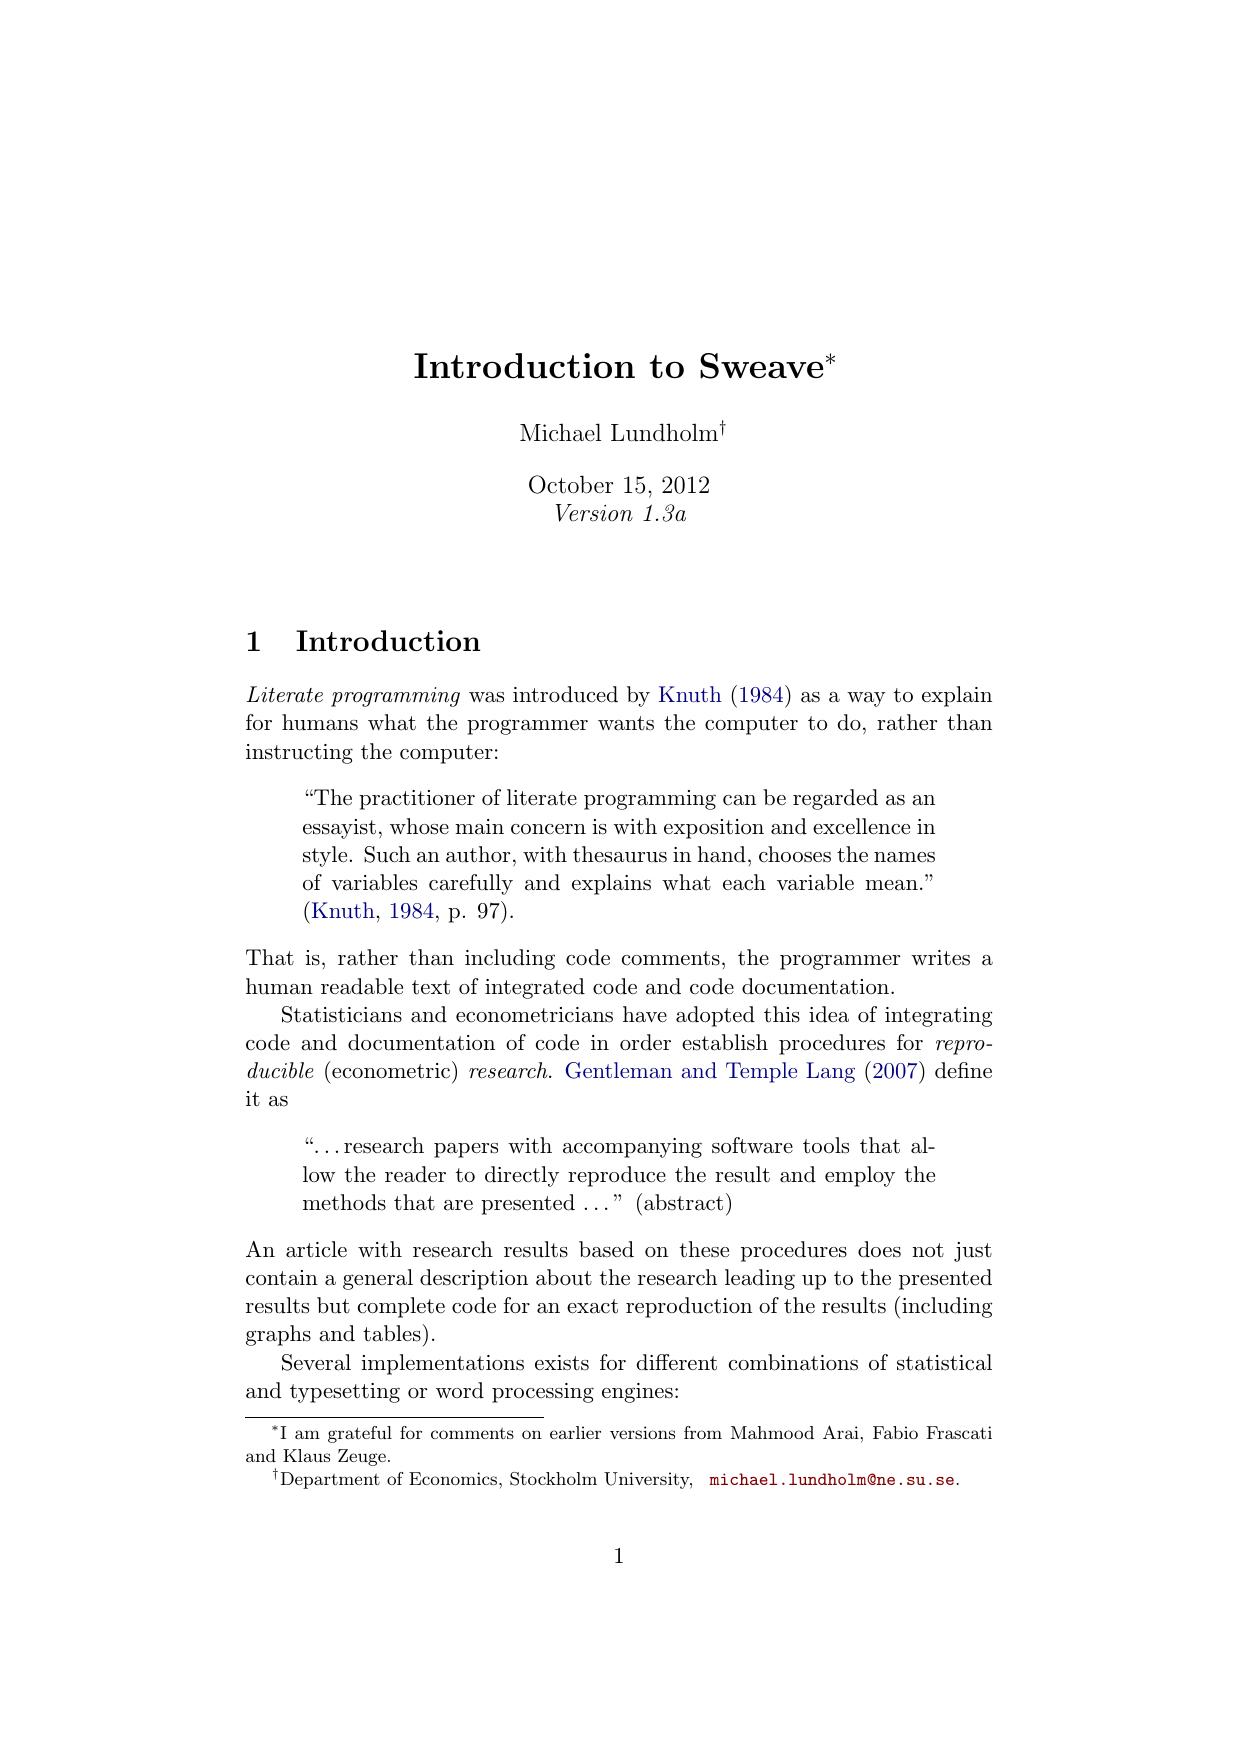 Introduction to Sweave*
Michael Lundholm†
October 15, 2012
Version 1.3a
1 Introduction
Literate programming was introduced by Knuth (1984) as a way to explain
for humans what the programmer wants the computer to do, rather than
instructing the computer:
“The practitioner of literate programming can be regarded as an
essayist, whose main concern is with exposition and excellence in
style. Such an author, with thesaurus in hand, chooses the names
of variables carefully and explains what each variable mean.”
(Knuth, 1984, p. 97).
That is, rather than including code comments, the programmer writes a
human readable text of integrated code and code documentation.
Statisticians and econometricians have adopted this idea of integrating
code and documentation of code in order establish procedures for repro-
ducible (econometric) research. Gentleman and Temple Lang (2007) define
it as
“...research papers with accompanying software tools that al-
low the reader to directly reproduce the result and employ the
methods that are presented ...” (abstract)
An article with research results based on these procedures does not just
contain a general description about the research leading up to the presented
results but complete code for an exact reproduction of the results (including
graphs and tables).
Several implementations exists for different combinations of statistical
and typesetting or word processing engines:
*I am grateful for comments on earlier versions from Mahmood Arai, Fabio Frascati
and Klaus Zeuge.
†Department of Economics, Stockholm University, michael.lundholm@ne.su.se.
1